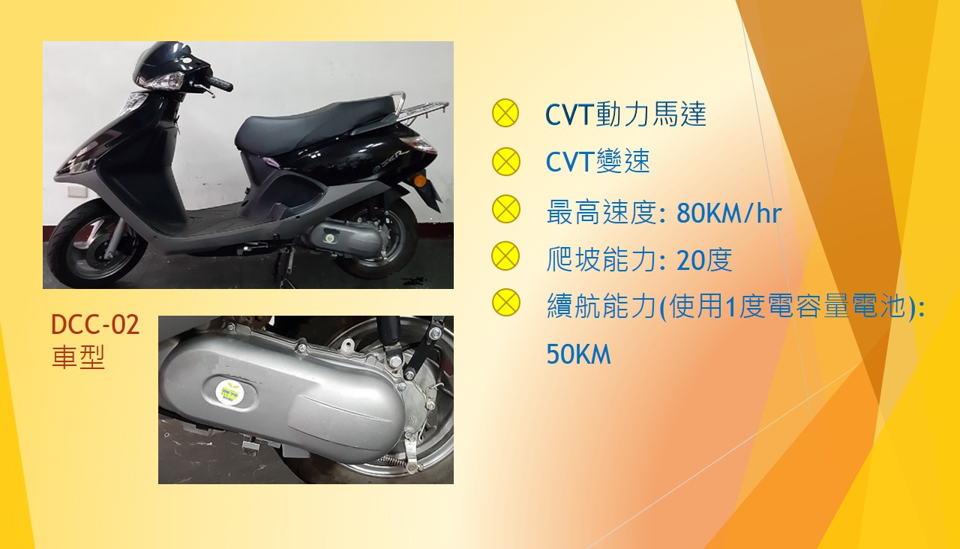 CVT動力馬達
CVT變速
最高速度: 80KM/hr
爬坡能力: 20度
續航能力(使用1度電容量電池):
50KM
DCC-02
車型